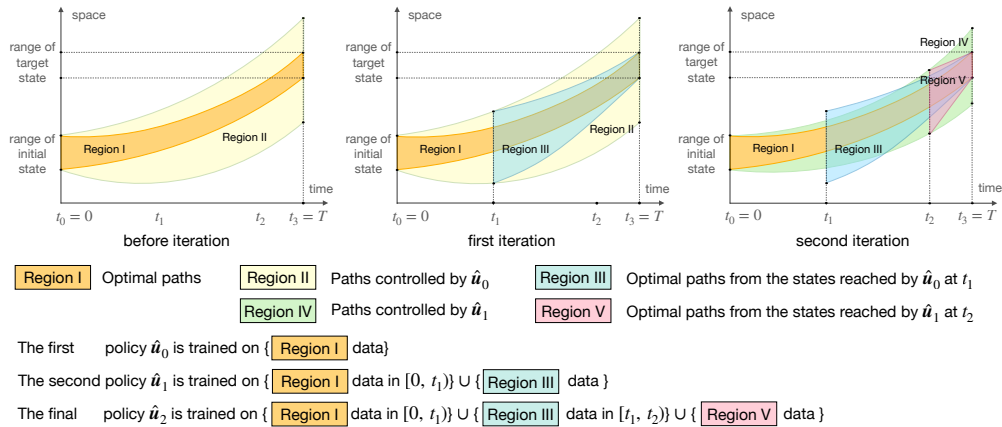 space
range of
target
state
range of
initial
state
Region I
Region II
time
t₀ = 0
t₁
t₂
t₃ = T
before iteration
space
range of
target
state
range of
initial
state
Region I
Region II
Region III
time
t₀ = 0
t₁
t₂
t₃ = T
first iteration
space
range of
target
state
range of
initial
state
Region IV
Region V
Region I
Region III
time
t₀ = 0
t₁
t₂
t₃ = T
second iteration
Region I Optimal paths
Region II Paths controlled by û₀
Region III Optimal paths from the states reached by û₀ at t₁
Region IV Paths controlled by û₁
Region V Optimal paths from the states reached by û₁ at t₂
The first policy û₀ is trained on { Region I data}
The second policy û₁ is trained on { Region I data in [0, t₁)} ∪ { Region III data }
The final policy û₂ is trained on { Region I data in [0, t₁)} ∪ { Region III data in [t₁, t₂)} ∪ { Region V data }